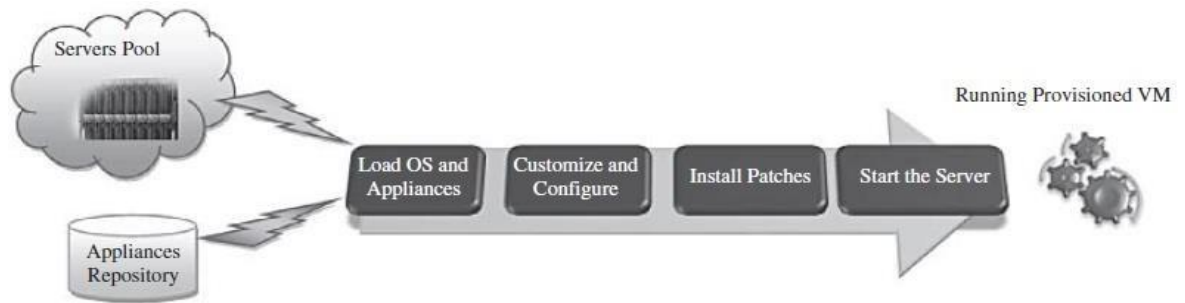 Servers Pool
Running Provisioned VM
Load OS and
Appliances
Customize and
Configure
Install Patches
Start the Server
Appliances
Repository